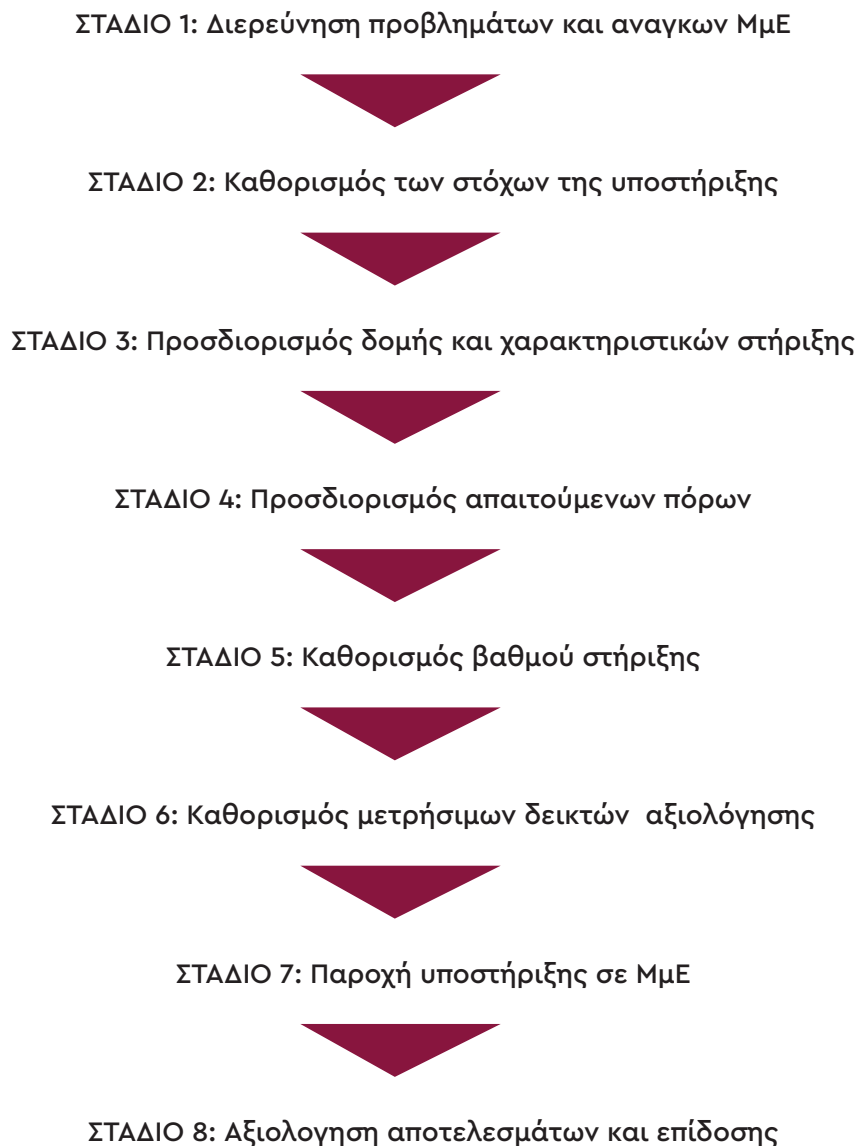 ΣΤΑΔΙΟ 1: Διερεύνηση προβλημάτων και αναγκων ΜμΕ
ΣΤΑΔΙΟ 2: Καθορισμός των στόχων της υποστήριξης
ΣΤΑΔΙΟ 3: Προσδιορισμός δομής και χαρακτηριστικών στήριξης
ΣΤΑΔΙΟ 4: Προσδιορισμός απαιτούμενων πόρων
ΣΤΑΔΙΟ 5: Καθορισμός βαθμού στήριξης
ΣΤΑΔΙΟ 6: Καθορισμός μετρήσιμων δεικτών  αξιολόγησης
ΣΤΑΔΙΟ 7: Παροχή υποστήριξης σε ΜμΕ
ΣΤΑΔΙΟ 8: Αξιολογηση αποτελεσμάτων και επίδοσης